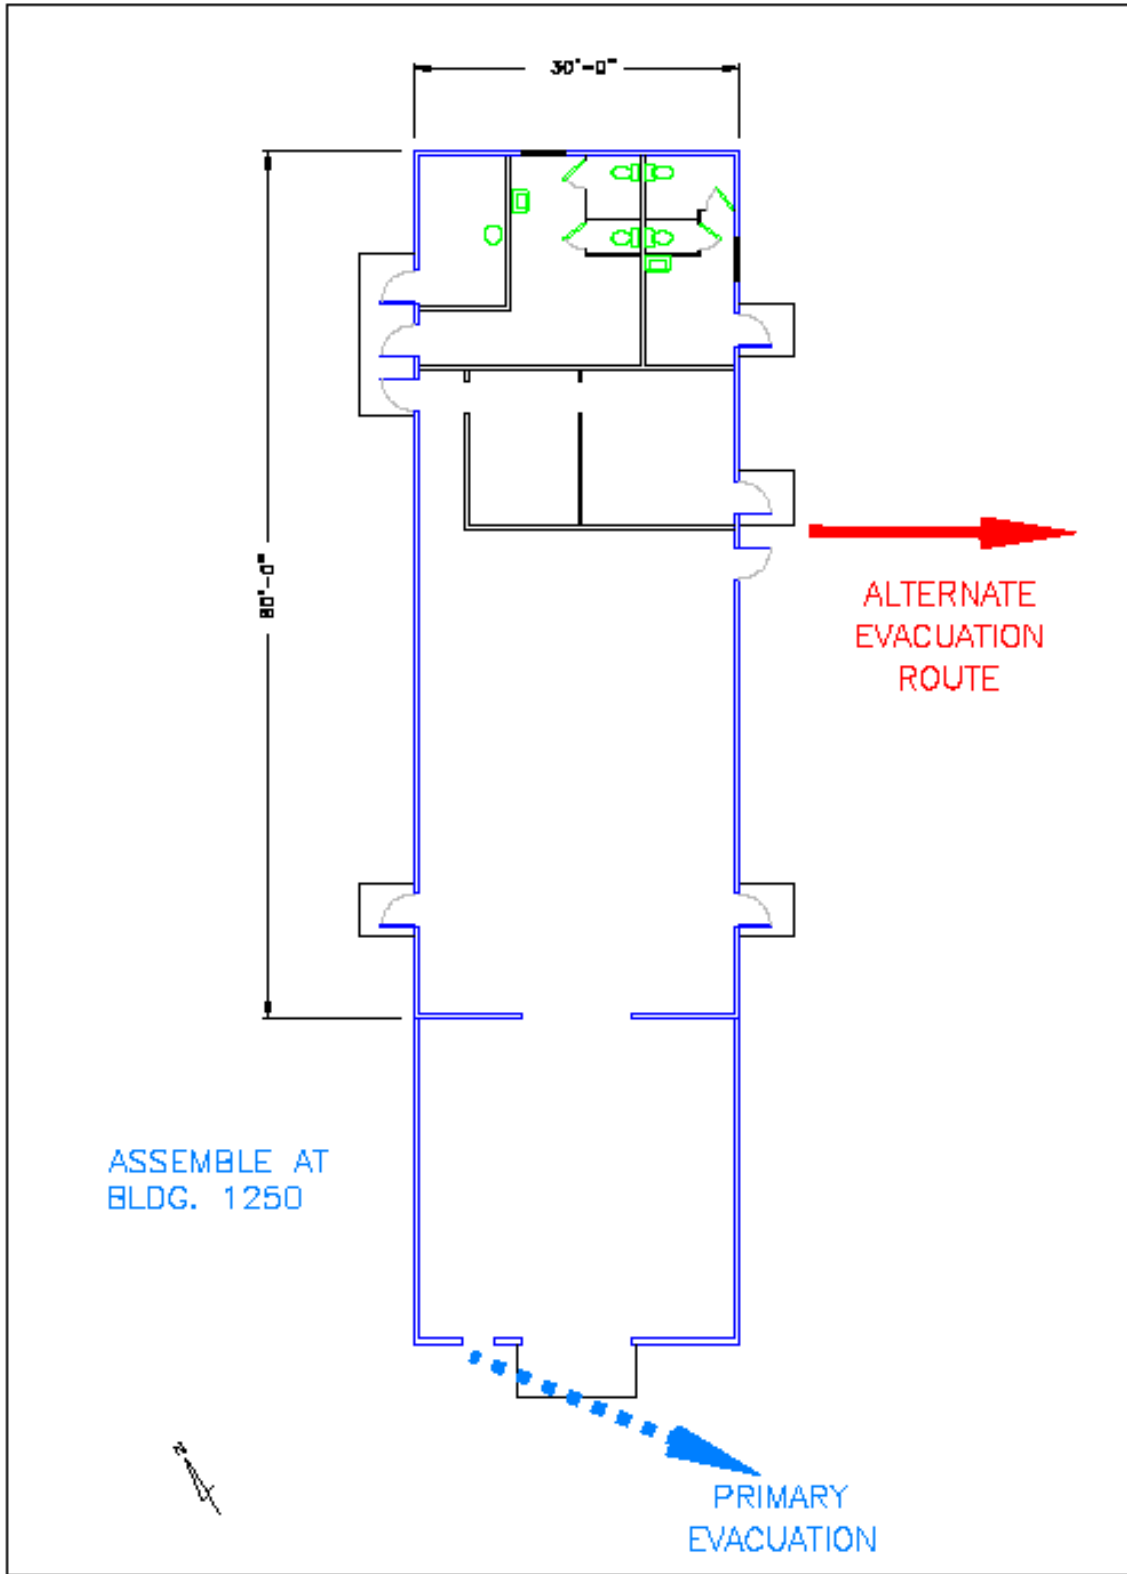 30'-0"
80'-0"
ALTERNATE
EVACUATION
ROUTE
ASSEMBLE AT
BLDG. 1250
N
PRIMARY
EVACUATION